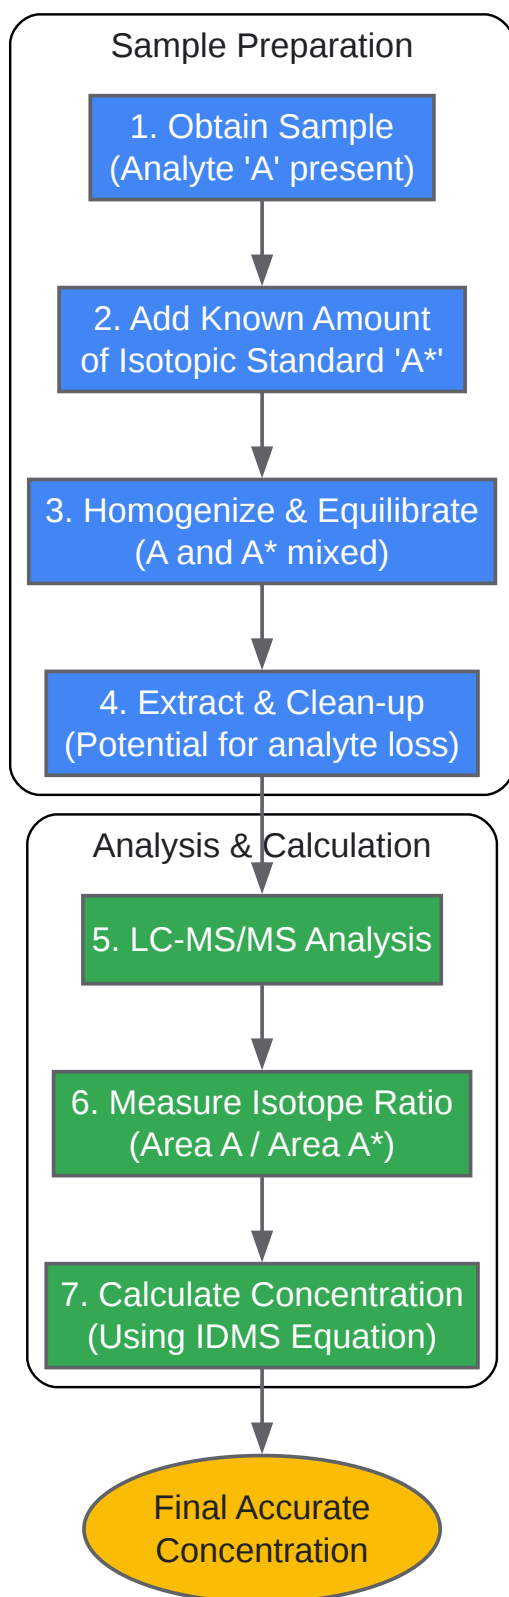 Sample Preparation
1. Obtain Sample
(Analyte 'A' present)
2. Add Known Amount
of Isotopic Standard 'A*'
3. Homogenize & Equilibrate
(A and A* mixed)
4. Extract & Clean-up
(Potential for analyte loss)
Analysis & Calculation
5. LC-MS/MS Analysis
6. Measure Isotope Ratio
(Area A / Area A*)
7. Calculate Concentration
(Using IDMS Equation)
Final Accurate
Concentration